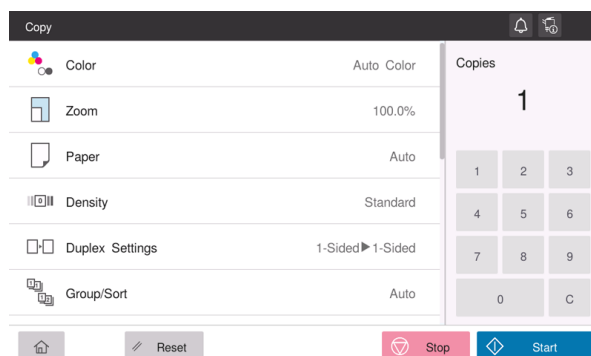 Copy
Color Auto Color
Zoom 100.0%
Paper Auto
Density Standard
Duplex Settings 1-Sided▶1-Sided
Group/Sort Auto
Copies
1
1 2 3
4 5 6
7 8 9
0 C
Reset Stop Start